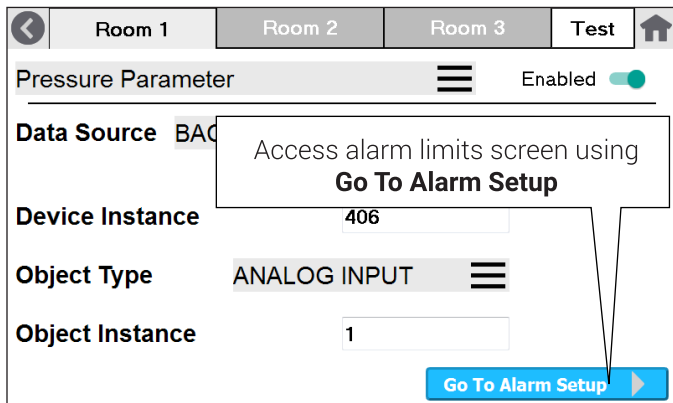 Room 1 Room 2 Room 3 Test
Pressure Parameter Enabled
Data Source
Access alarm limits screen using
Go To Alarm Setup
Device Instance 406
Object Type ANALOG INPUT
Object Instance 1
Go To Alarm Setup